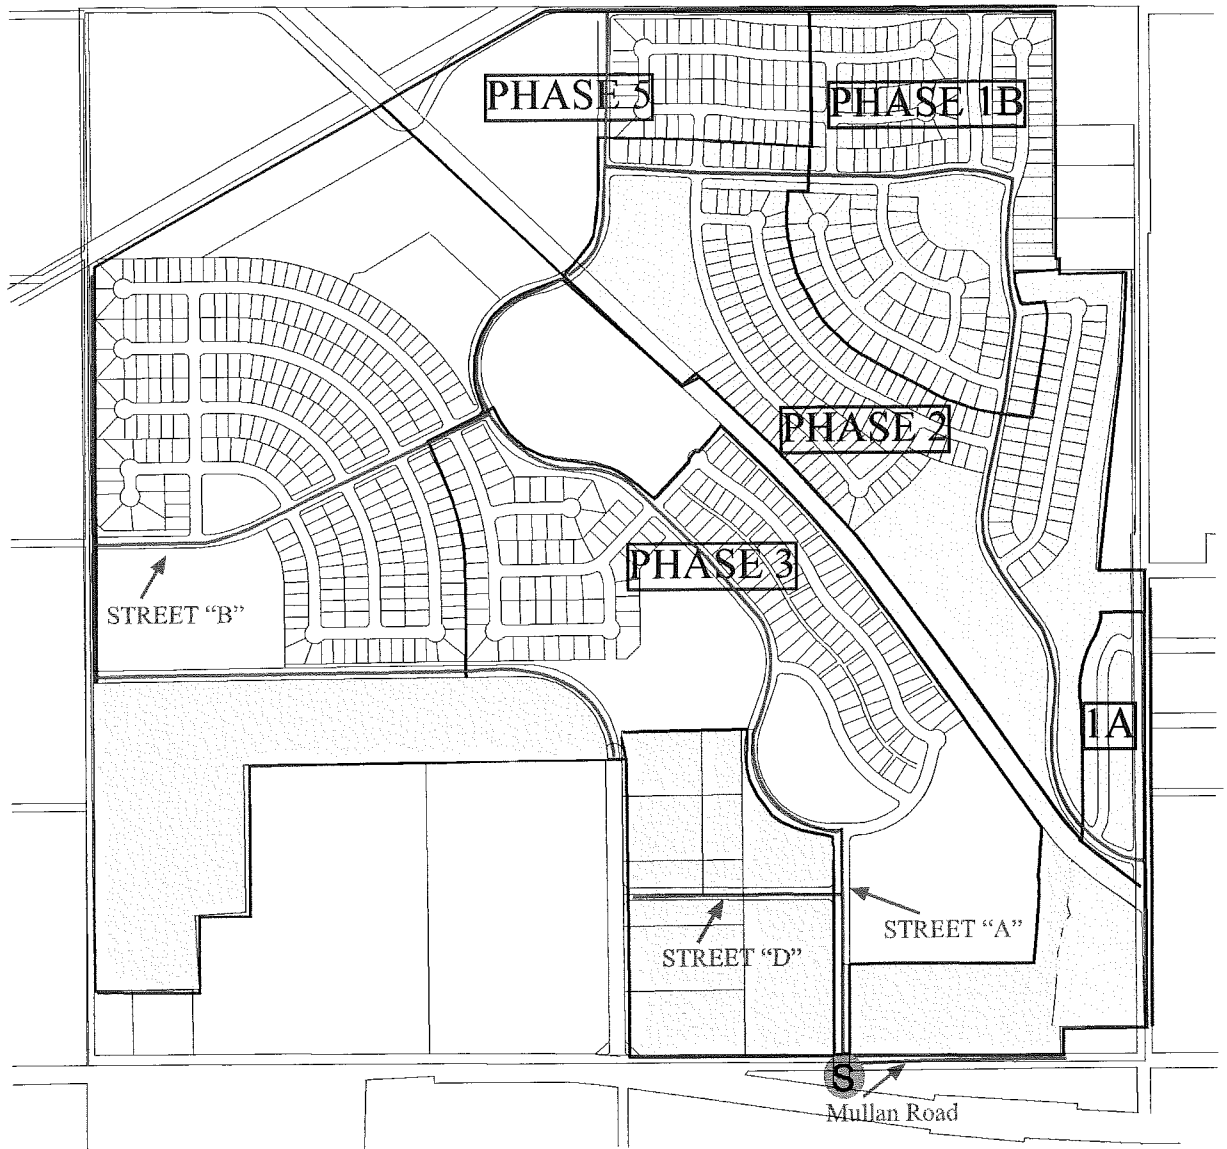 PHASE 5
PHASE 1B
PHASE 2
PHASE 3
STREET “B”
1A
STREET “A”
STREET “D”
S
Mullan Road